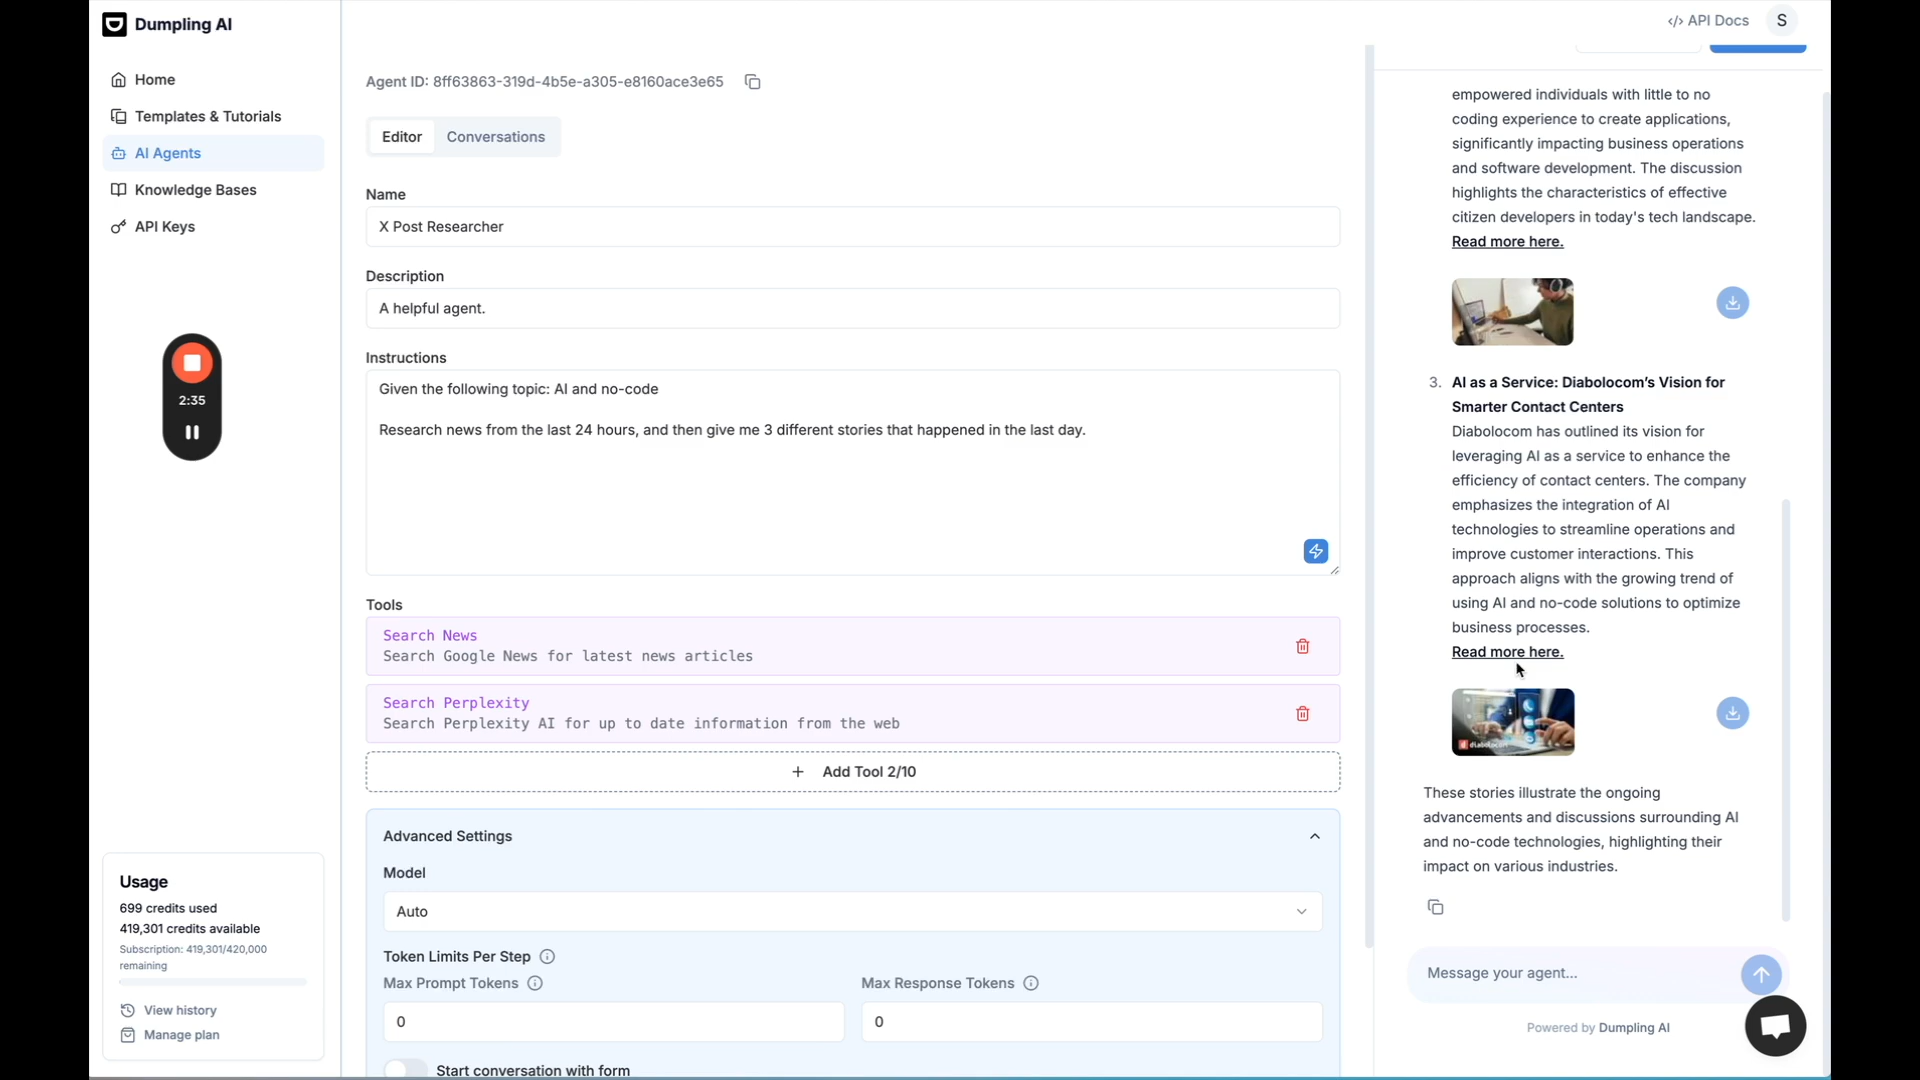 Dumpling AI
Home
Templates & Tutorials
AI Agents
Knowledge Bases
API Keys
2:35
Usage
699 credits used
419,301 credits available
Subscription: 419,301/420,000
remaining
View history
Manage plan
</> API Docs
S
Agent ID: 8ff63863-319d-4b5e-a305-e8160ace3e65
Editor
Conversations
Name
X Post Researcher
Description
A helpful agent.
Instructions
Given the following topic: AI and no-code
Research news from the last 24 hours, and then give me 3 different stories that happened in the last day.
Tools
Search News
Search Google News for latest news articles
Search Perplexity
Search Perplexity AI for up to date information from the web
+ Add Tool 2/10
Advanced Settings
Model
Auto
Token Limits Per Step
Max Prompt Tokens
Max Response Tokens
0
0
Start conversation with form
empowered individuals with little to no
coding experience to create applications,
significantly impacting business operations
and software development. The discussion
highlights the characteristics of effective
citizen developers in today's tech landscape.
Read more here.
3. AI as a Service: Diabolocom's Vision for
Smarter Contact Centers
Diabolocom has outlined its vision for
leveraging AI as a service to enhance the
efficiency of contact centers. The company
emphasizes the integration of AI
technologies to streamline operations and
improve customer interactions. This
approach aligns with the growing trend of
using AI and no-code solutions to optimize
business processes.
Read more here.
diabolocom
These stories illustrate the ongoing
advancements and discussions surrounding AI
and no-code technologies, highlighting their
impact on various industries.
Message your agent...
Powered by Dumpling AI